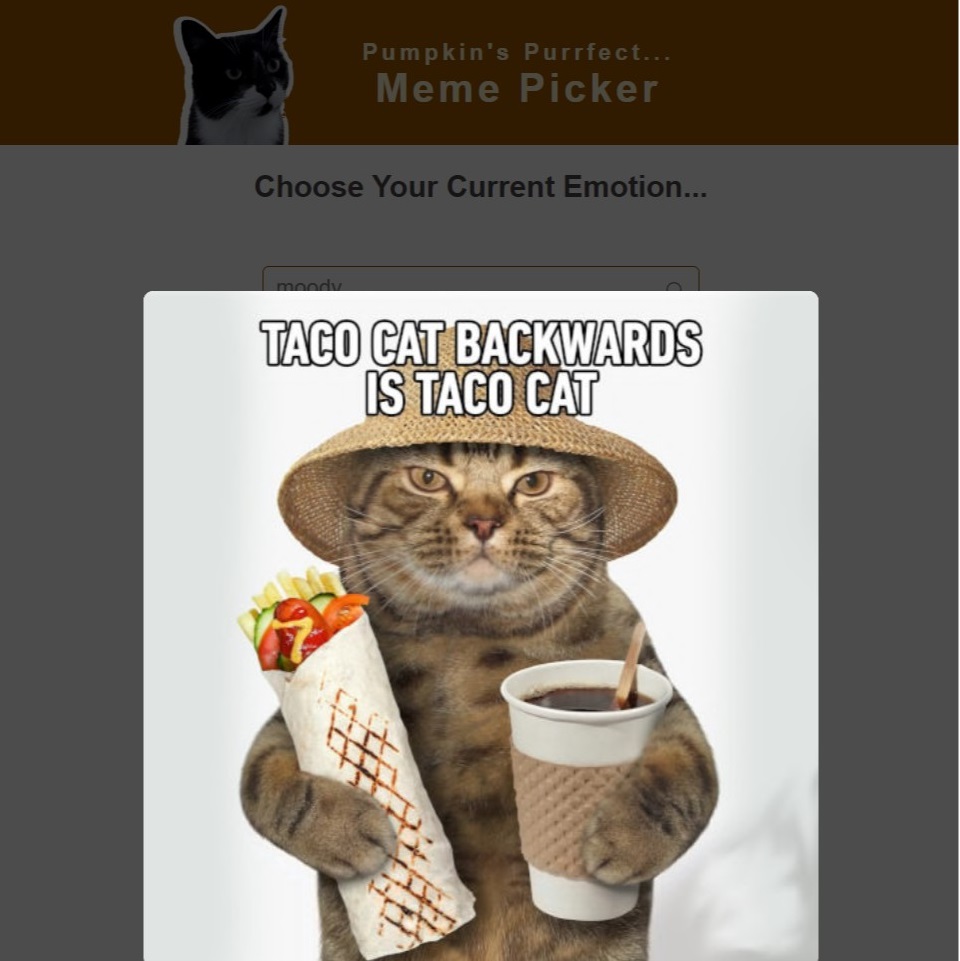 Pumpkin's Purrfect...
Meme Picker
Choose Your Current Emotion...
moody
TACO CAT BACKWARDS
IS TACO CAT